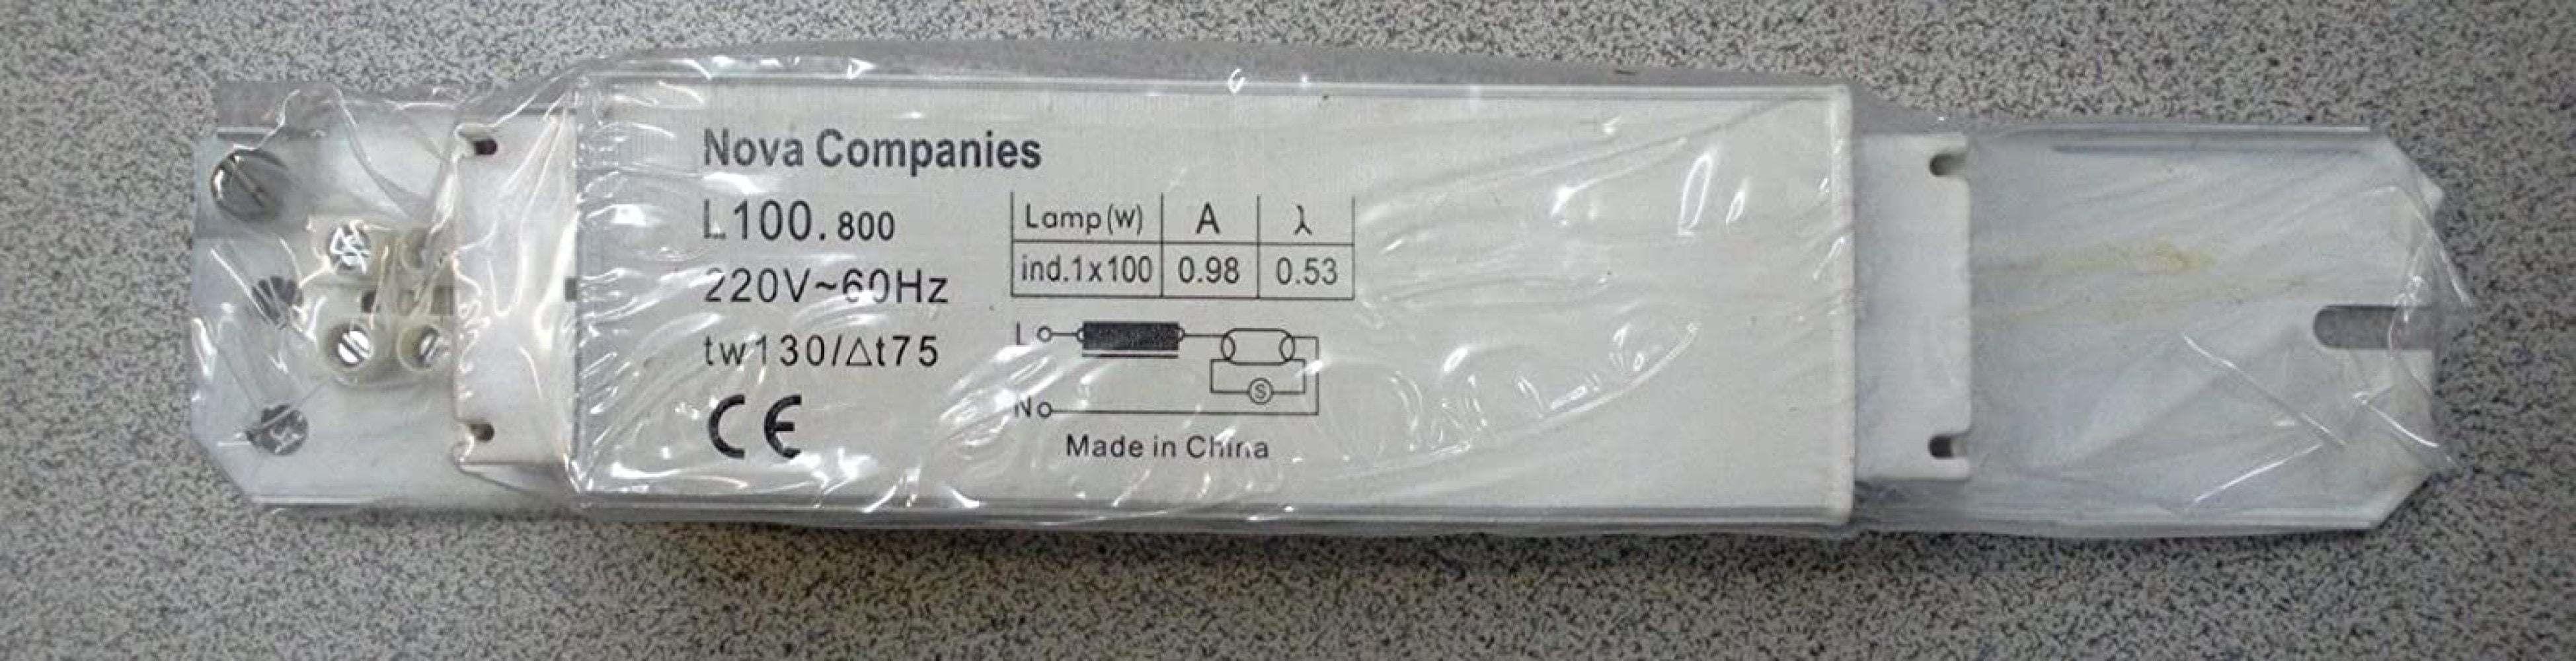 Nova Companies
L100.800
220V~60Hz
tw130/Δt75
CE
Lamp(W) A λ
ind.1x100 0.98 0.53
L
S
N
Made in China